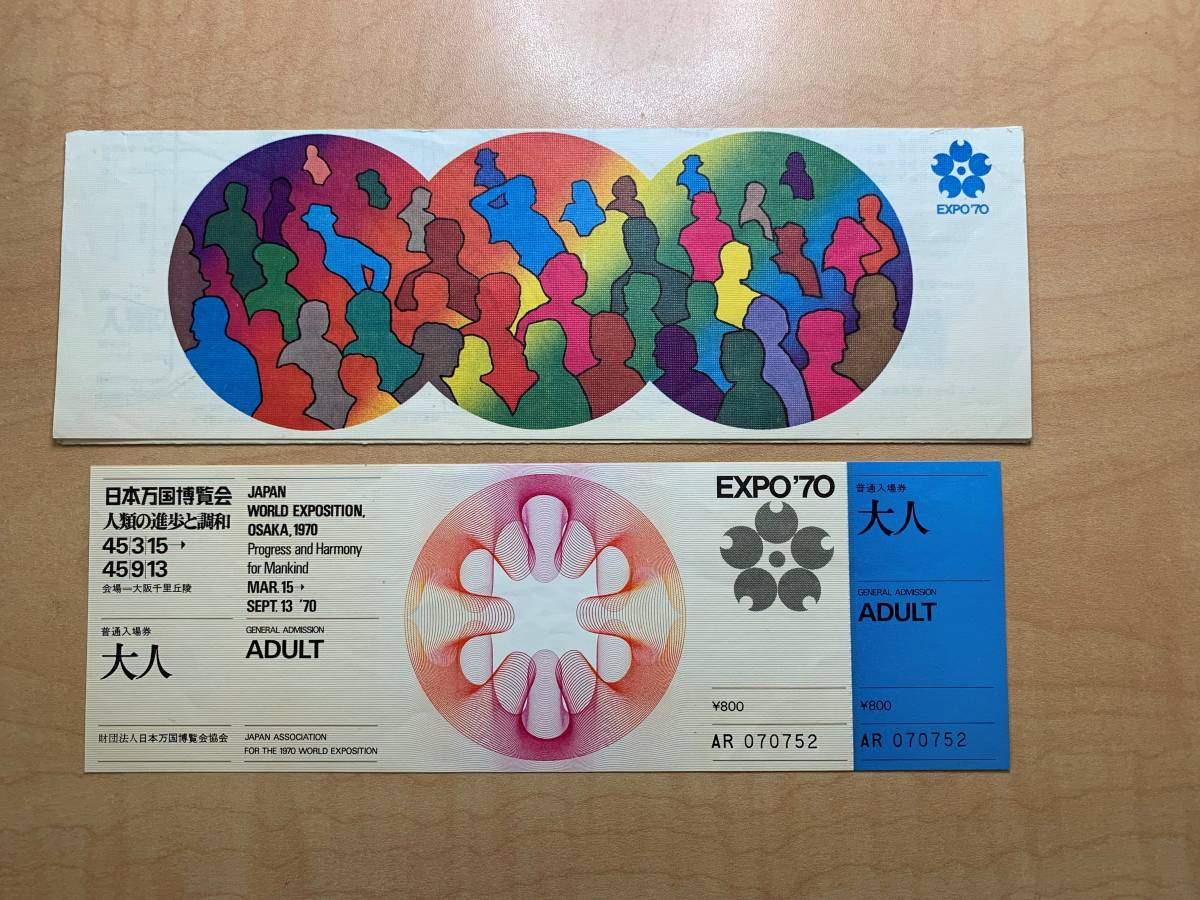 EXPO'70
日本万国博覧会
人類の進歩と調和
45|3|15→
45|9|13
会場―大阪千里丘陵
普通入場券
大人
財団法人日本万国博覧会協会
JAPAN
WORLD EXPOSITION,
OSAKA, 1970
Progress and Harmony
for Mankind
MAR. 15→
SEPT. 13 '70
GENERAL ADMISSION
ADULT
JAPAN ASSOCIATION
FOR THE 1970 WORLD EXPOSITION
EXPO'70
¥800
AR 070752
普通入場券
大人
GENERAL ADMISSION
ADULT
¥800
AR 070752